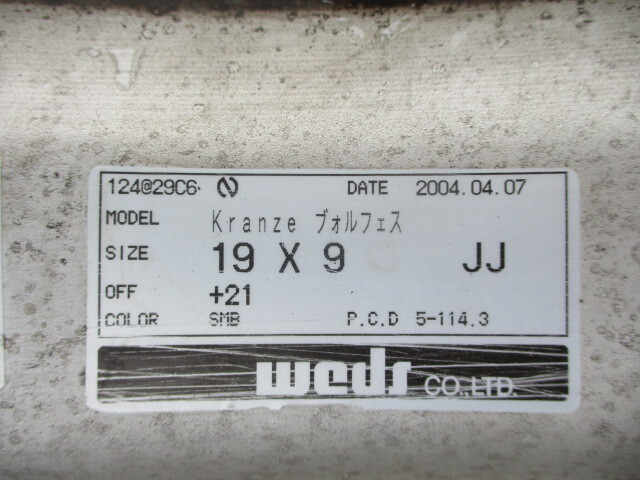 124@29C6· DATE 2004.04.07
MODEL Kranze ヴォルフェス
SIZE 19 X 9 JJ
OFF +21
COLOR SMB P.C.D 5-114.3
weds CO.,LTD.